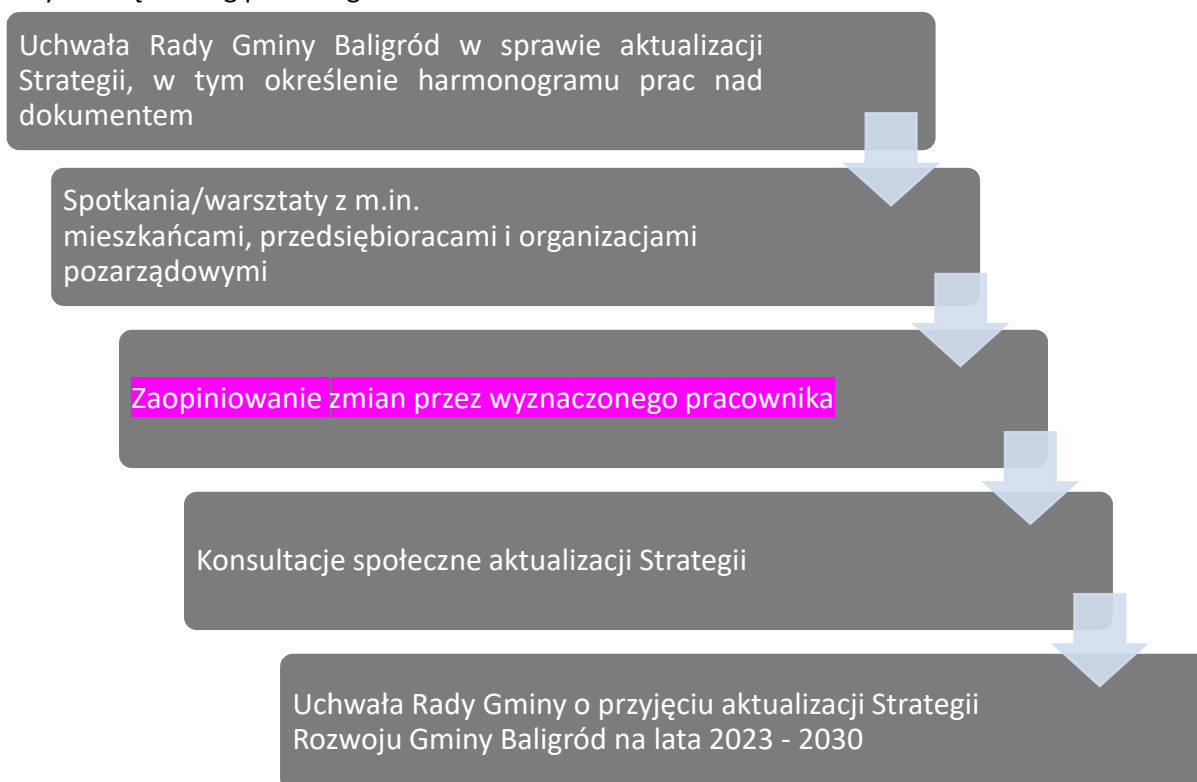 Uchwała Rady Gminy Baligród w sprawie aktualizacji
Strategii, w tym określenie harmonogramu prac nad
dokumentem
Spotkania/warsztaty z m.in.
mieszkańcami, przedsiębioracami i organizacjami
pozarządowymi
Zaopiniowanie zmian przez wyznaczonego pracownika
Konsultacje społeczne aktualizacji Strategii
Uchwała Rady Gminy o przyjęciu aktualizacji Strategii
Rozwoju Gminy Baligród na lata 2023 - 2030